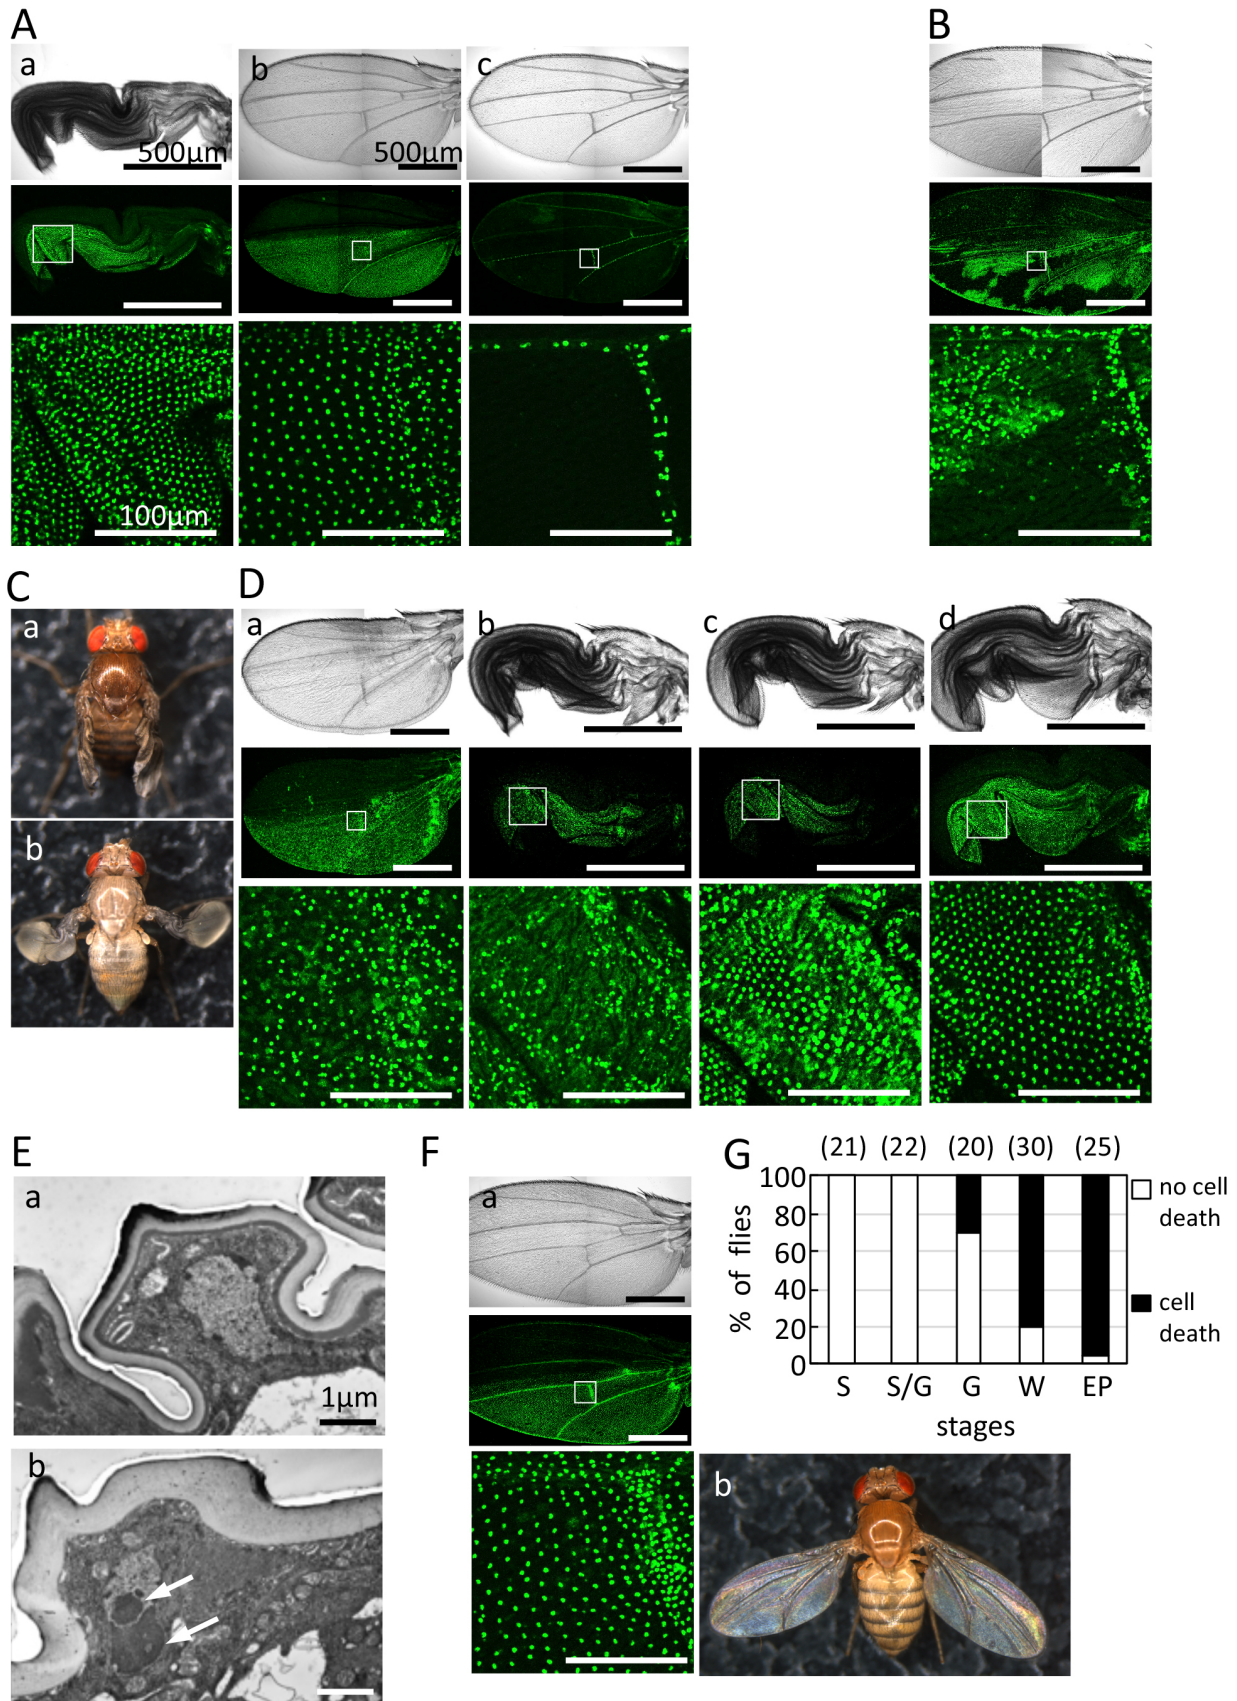 A
B
a
b
c
500µm
500µm
100µm
C
D
a
a
b
c
d
b
E
F
G
(21) (22) (20) (30) (25)
a
a
100
80
60
40
20
0
% of flies
no cell
death
cell
death
S S/G G W EP
stages
1µm
b
b